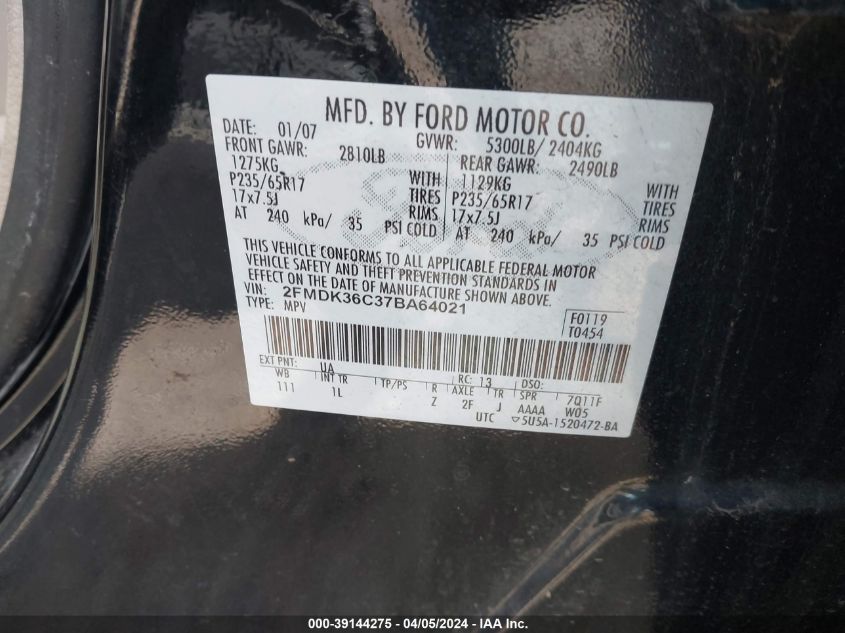 MFD. BY FORD MOTOR CO.
DATE: 01/07 GVWR: 5300LB/ 2404KG
FRONT GAWR: 2810LB REAR GAWR: 2490LB
1275KG WITH 1129KG WITH
P235/65R17 TIRES P235/65R17 TIRES
17x7.5J RIMS 17x7.5J RIMS
AT 240 kPa/ 35 PSI COLD AT 240 kPa/ 35 PSI COLD
THIS VEHICLE CONFORMS TO ALL APPLICABLE FEDERAL MOTOR
VEHICLE SAFETY AND THEFT PREVENTION STANDARDS IN
EFFECT ON THE DATE OF MANUFACTURE SHOWN ABOVE.
VIN: 2FMDK36C37BA64021
TYPE: MPV
F0119
T0454
EXT PNT: UA RC: 13 DSO:
WB INT TR TP/PS R AXLE TR SPR 7Q11F
111 1L Z 2F J AAAA W05
UTC 5U5A-1520472-BA
000-39144275 - 04/05/2024 - IAA Inc.